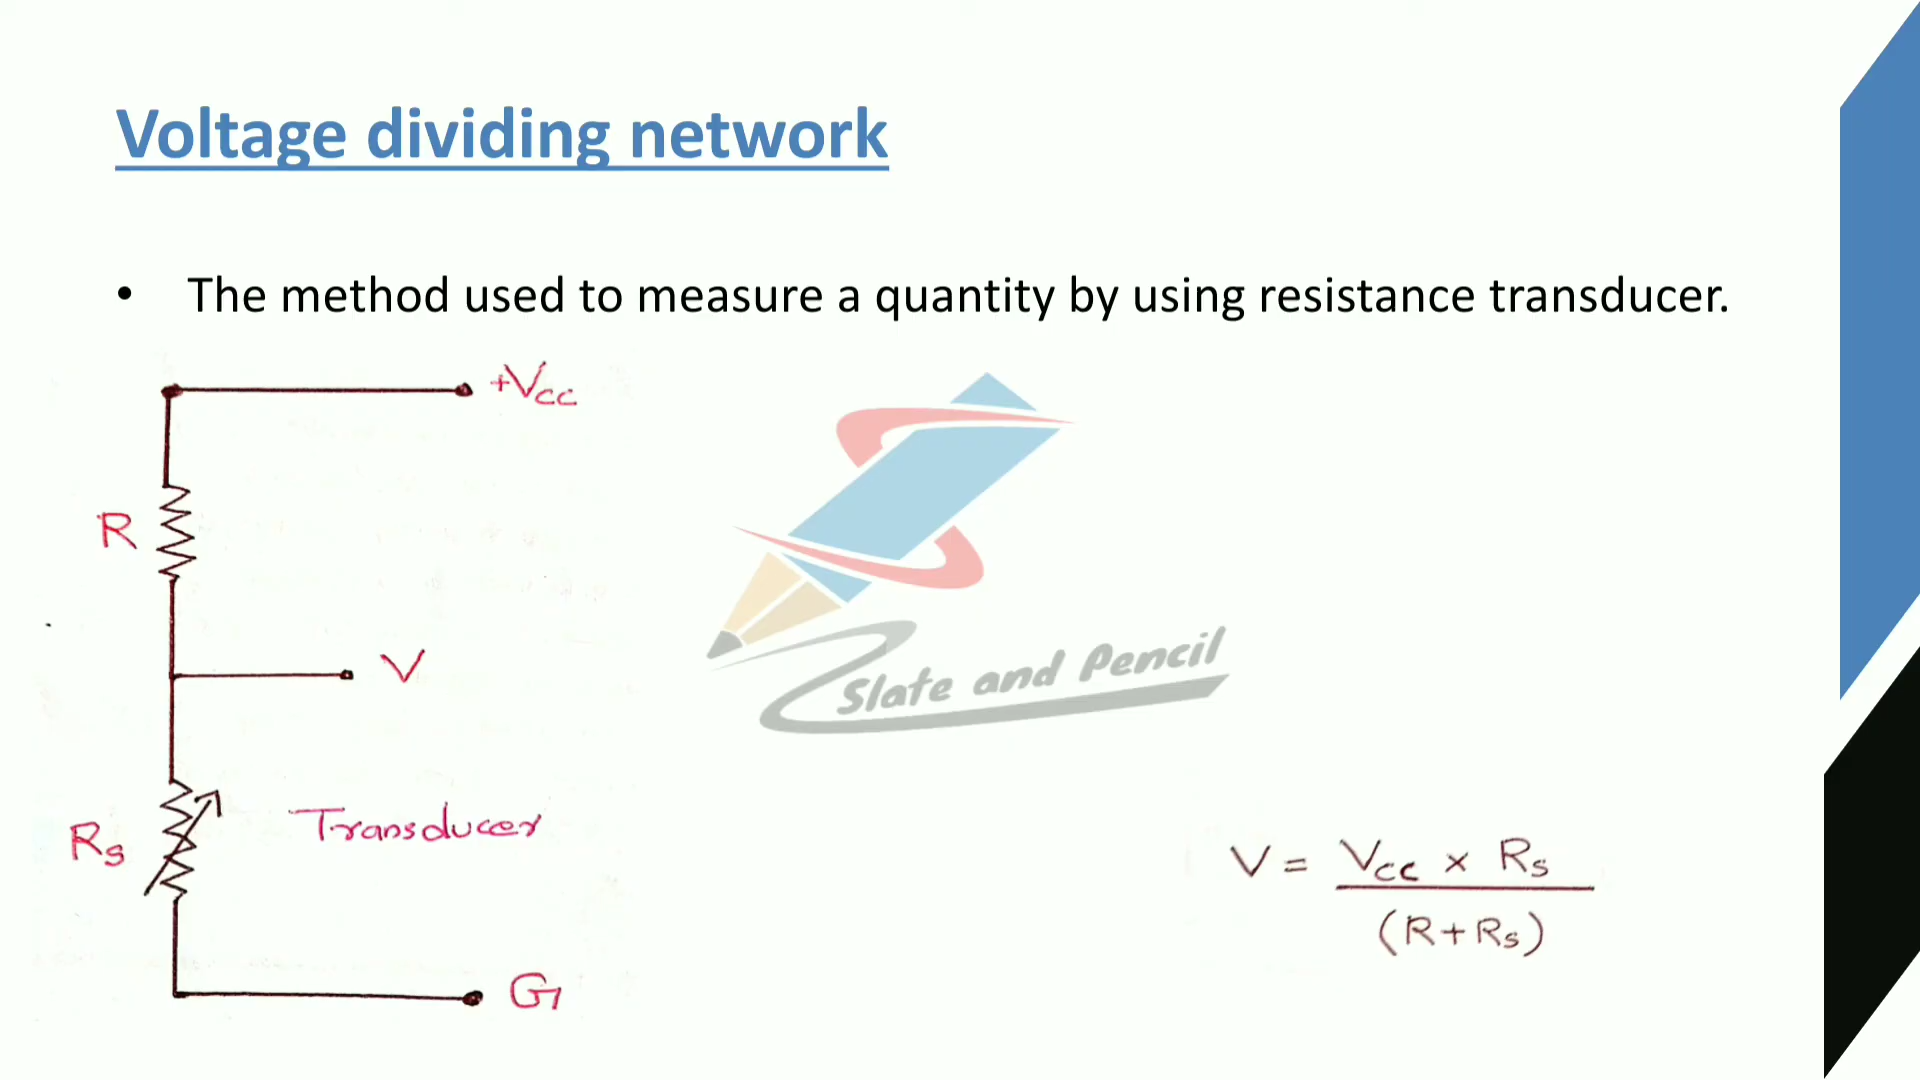 Voltage dividing network
• The method used to measure a quantity by using resistance transducer.
+Vcc
R
V
Rs
Transducer
G
Slate and Pencil
V = Vcc x Rs
(R+Rs)